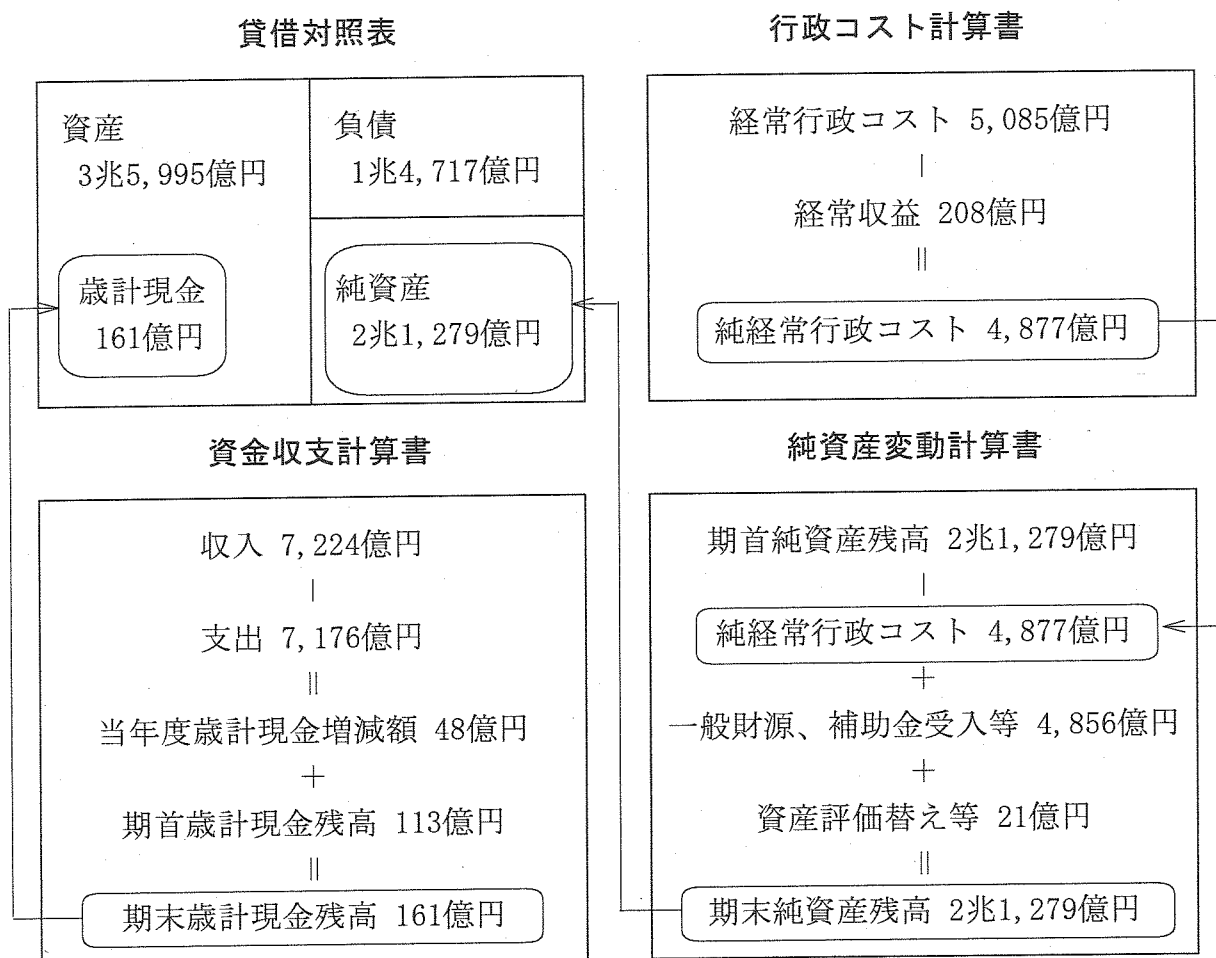 貸借対照表
資産
3兆5,995億円
負債
1兆4,717億円
歳計現金
161億円
純資産
2兆1,279億円
行政コスト計算書
経常行政コスト 5,085億円
－
経常収益 208億円
＝
純経常行政コスト 4,877億円
資金収支計算書
収入 7,224億円
－
支出 7,176億円
＝
当年度歳計現金増減額 48億円
＋
期首歳計現金残高 113億円
＝
期末歳計現金残高 161億円
純資産変動計算書
期首純資産残高 2兆1,279億円
－
純経常行政コスト 4,877億円
＋
一般財源、補助金受入等 4,856億円
＋
資産評価替え等 21億円
＝
期末純資産残高 2兆1,279億円